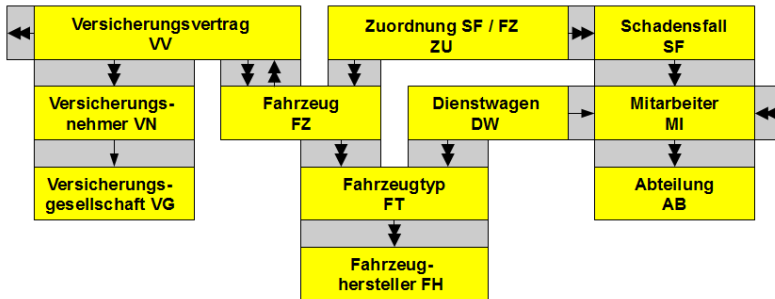 Versicherungsvertrag
VV
Zuordnung SF / FZ
ZU
Schadensfall
SF
Versicherungs-
nehmer VN
Fahrzeug
FZ
Dienstwagen
DW
Mitarbeiter
MI
Versicherungs-
gesellschaft VG
Fahrzeugtyp
FT
Abteilung
AB
Fahrzeug-
hersteller FH